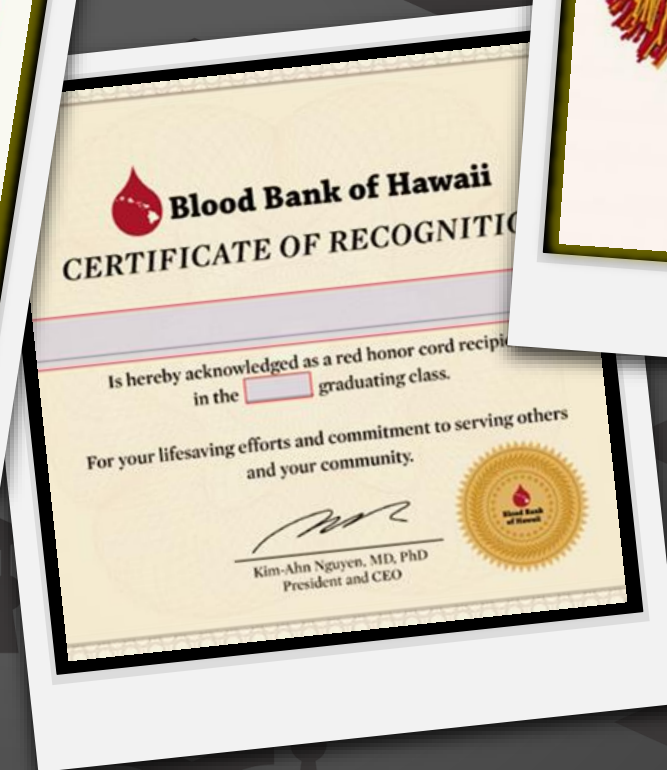 Blood Bank of Hawaii
CERTIFICATE OF RECOGNITIO
Is hereby acknowledged as a red honor cord recipie
in the graduating class.
For your lifesaving efforts and commitment to serving others
and your community.
Blood Bank
of Hawaii
Kim-Ahn Nguyen, MD, PhD
President and CEO